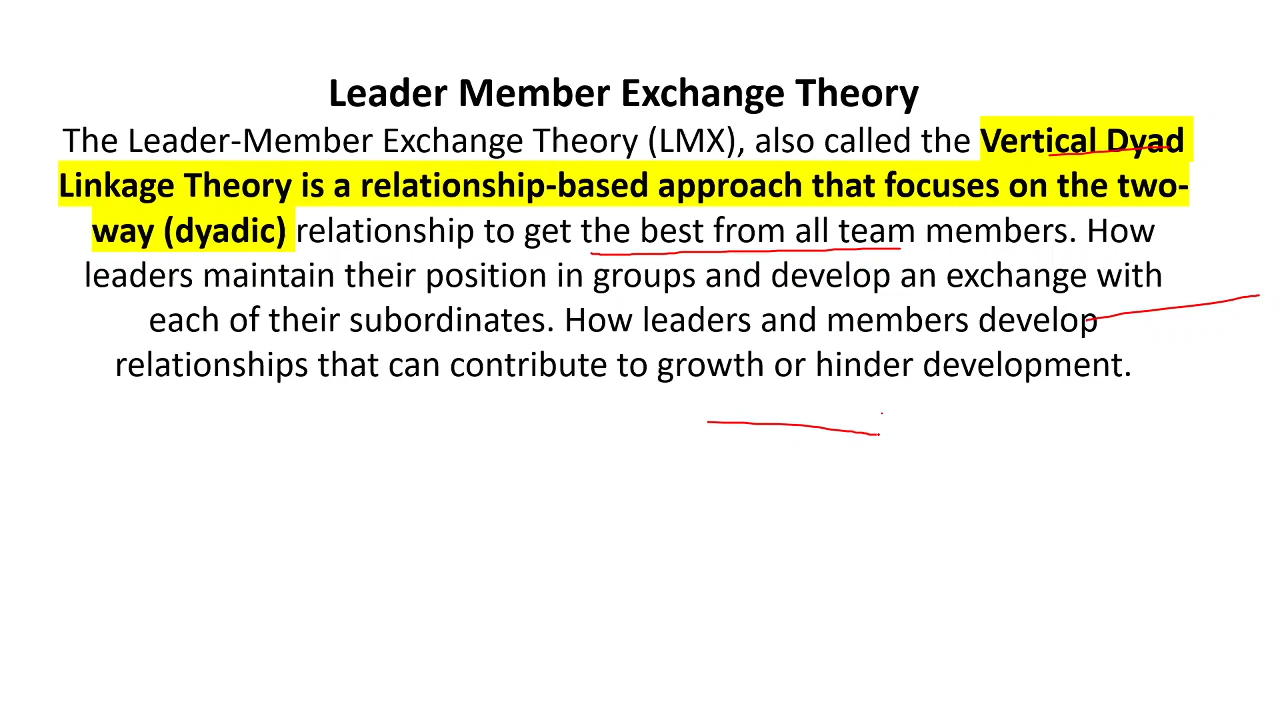 Leader Member Exchange Theory
The Leader-Member Exchange Theory (LMX), also called the Vertical Dyad
Linkage Theory is a relationship-based approach that focuses on the two-
way (dyadic) relationship to get the best from all team members. How
leaders maintain their position in groups and develop an exchange with
each of their subordinates. How leaders and members develop
relationships that can contribute to growth or hinder development.